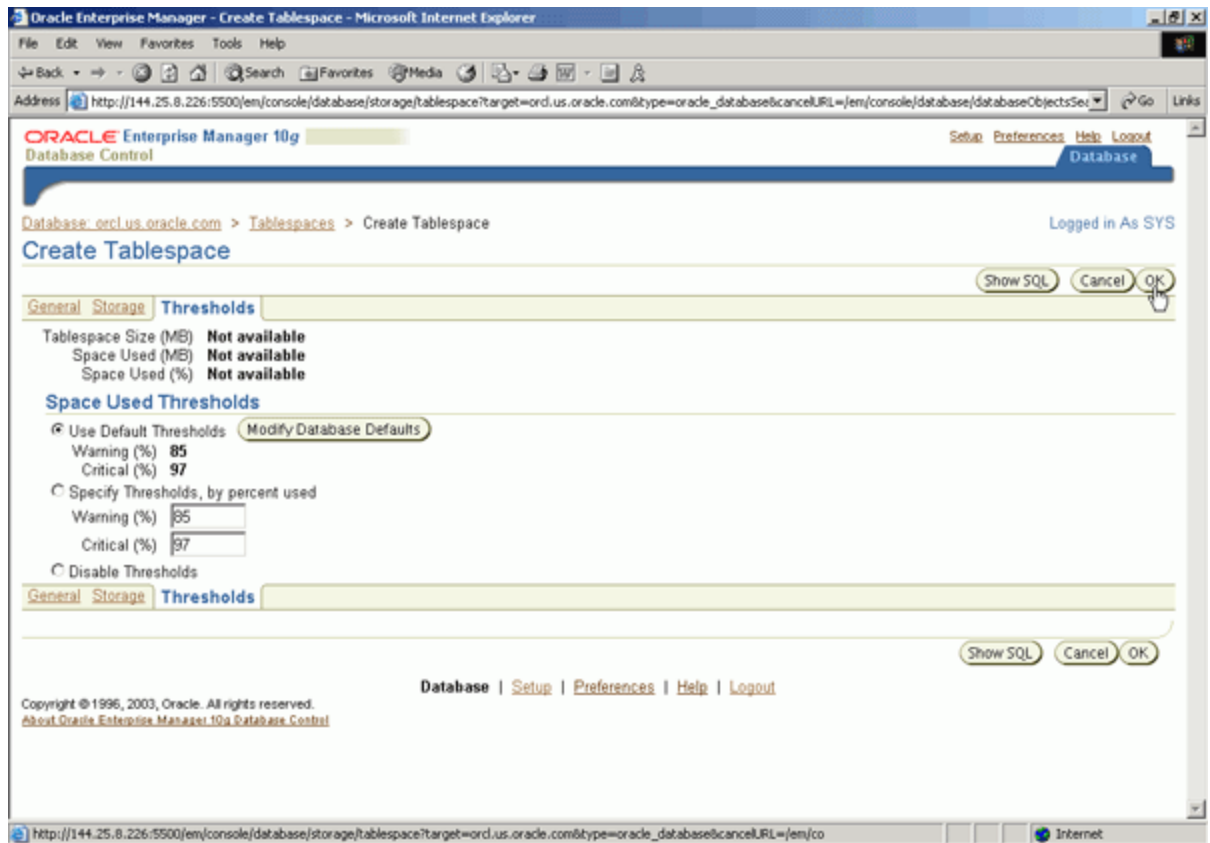 Oracle Enterprise Manager - Create Tablespace - Microsoft Internet Explorer
File Edit View Favorites Tools Help
Back Search Favorites Media
Address http://144.25.8.226:5500/em/console/database/storage/tablespace?target=orcl.us.oracle.com&type=oracle_database&cancelURL=/em/console/database/databaseObjectsSea Go Links
ORACLE Enterprise Manager 10g Setup Preferences Help Logout
Database Control Database
Database: orcl.us.oracle.com > Tablespaces > Create Tablespace Logged in As SYS
Create Tablespace
Show SQL Cancel OK
General Storage Thresholds
Tablespace Size (MB) Not available
Space Used (MB) Not available
Space Used (%) Not available
Space Used Thresholds
Use Default Thresholds Modify Database Defaults
Warning (%) 85
Critical (%) 97
Specify Thresholds, by percent used
Warning (%) 85
Critical (%) 97
Disable Thresholds
General Storage Thresholds
Show SQL Cancel OK
Database | Setup | Preferences | Help | Logout
Copyright © 1996, 2003, Oracle. All rights reserved.
About Oracle Enterprise Manager 10g Database Control
http://144.25.8.226:5500/em/console/database/storage/tablespace?target=orcl.us.oracle.com&type=oracle_database&cancelURL=/em/co Internet